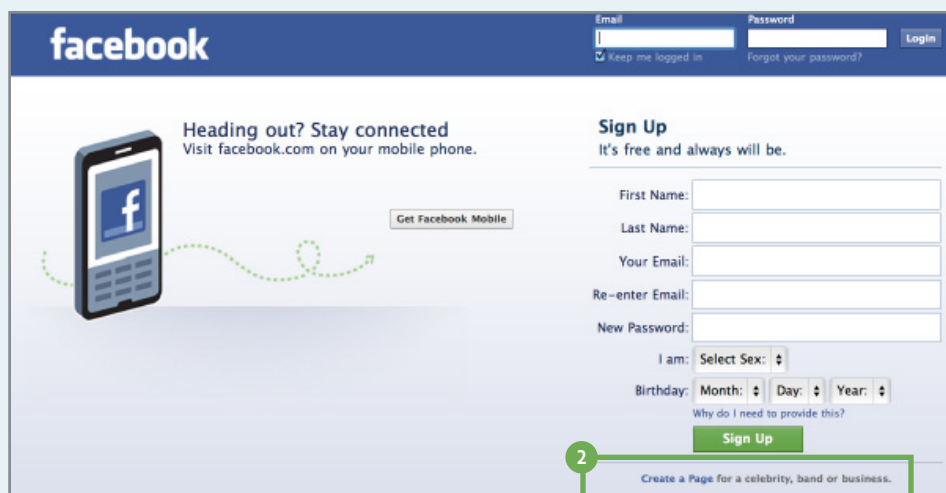 facebook
Email
Password
Login
Keep me logged in
Forgot your password?
Heading out? Stay connected
Visit facebook.com on your mobile phone.
f
Get Facebook Mobile
Sign Up
It's free and always will be.
First Name:
Last Name:
Your Email:
Re-enter Email:
New Password:
I am: Select Sex:
Birthday: Month: Day: Year:
Why do I need to provide this?
Sign Up
2
Create a Page for a celebrity, band or business.